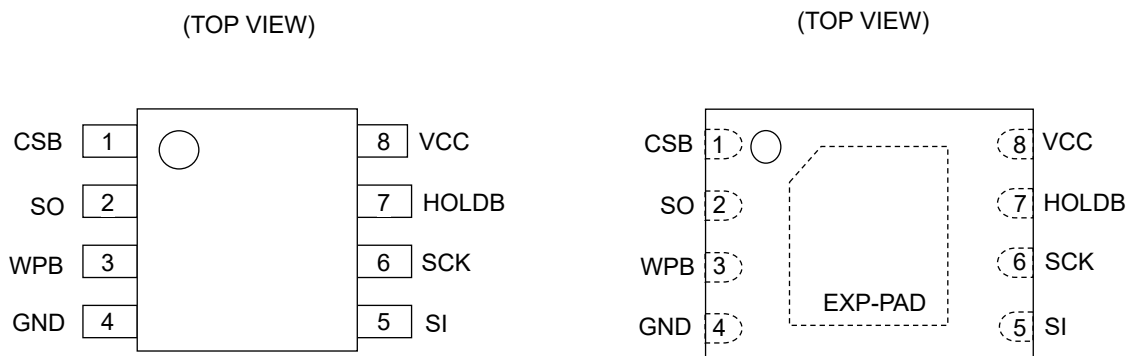 (TOP VIEW)
CSB 1 8 VCC
SO 2 7 HOLDB
WPB 3 6 SCK
GND 4 5 SI
(TOP VIEW)
CSB 1 8 VCC
SO 2 7 HOLDB
WPB 3 6 SCK
EXP-PAD
GND 4 5 SI